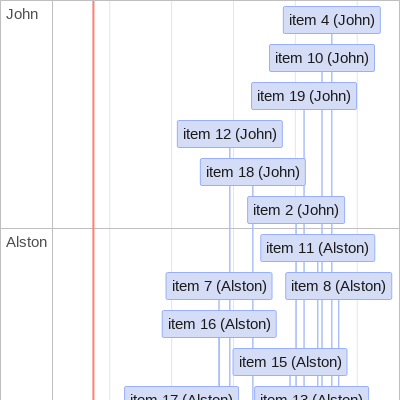 John
item 4 (John)
item 10 (John)
item 19 (John)
item 12 (John)
item 18 (John)
item 2 (John)
Alston
item 11 (Alston)
item 7 (Alston)
item 8 (Alston)
item 16 (Alston)
item 15 (Alston)
item 17 (Alston)
item 13 (Alston)